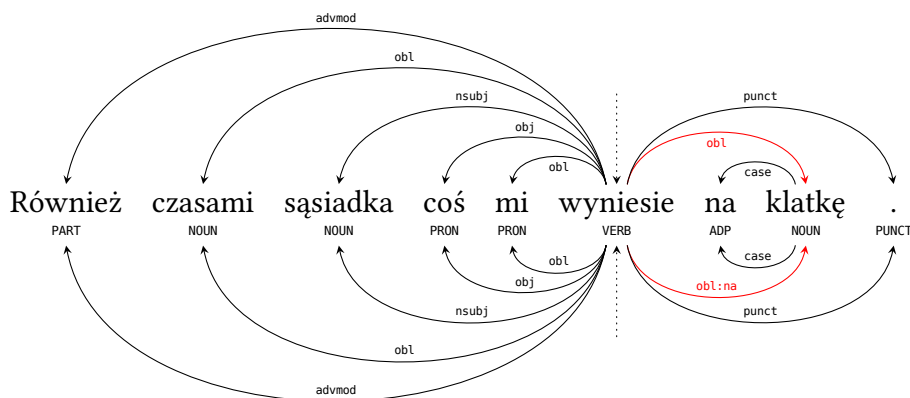 advmod
obl
nsubj
punct
obj
obl
obl
case
Również czasami sąsiadka coś mi wyniesie na klatkę .
PART NOUN NOUN PRON PRON VERB ADP NOUN PUNCT
case
obl
obj
obl:na
nsubj
punct
obl
advmod